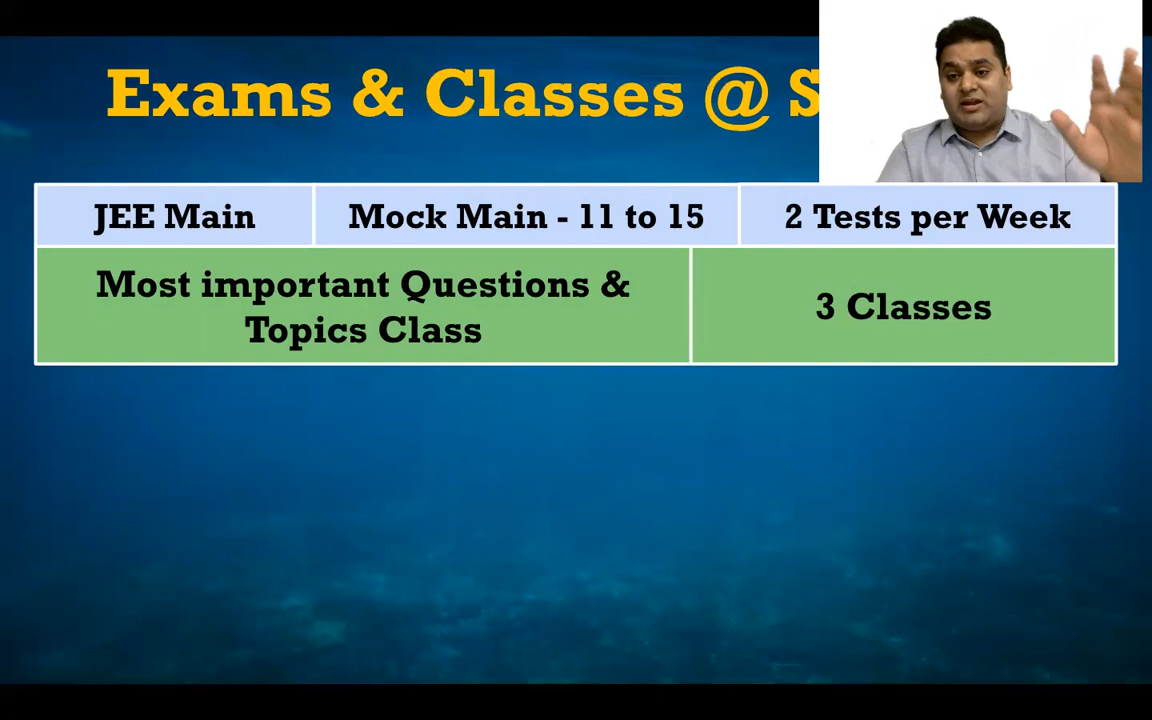 Exams & Classes @ S
JEE Main
Mock Main - 11 to 15
2 Tests per Week
Most important Questions &
Topics Class
3 Classes